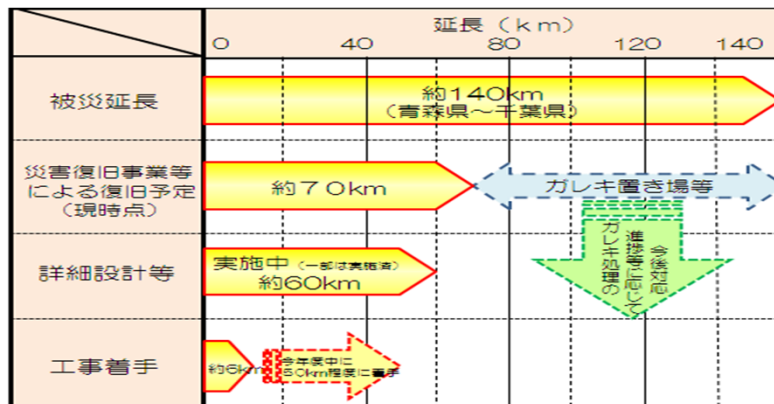 延長(km)
0 40 80 120 140
被災延長
約140km
(青森県~千葉県)
災害復旧事業等
による復旧予定
(現時点)
約70km
ガレキ置き場等
詳細設計等
実施中 (一部は実施済)
約60km
今後対応
進捗等に応じて
ガレキ処理の
工事着手
約6km
今年度中に
50km程度に着手